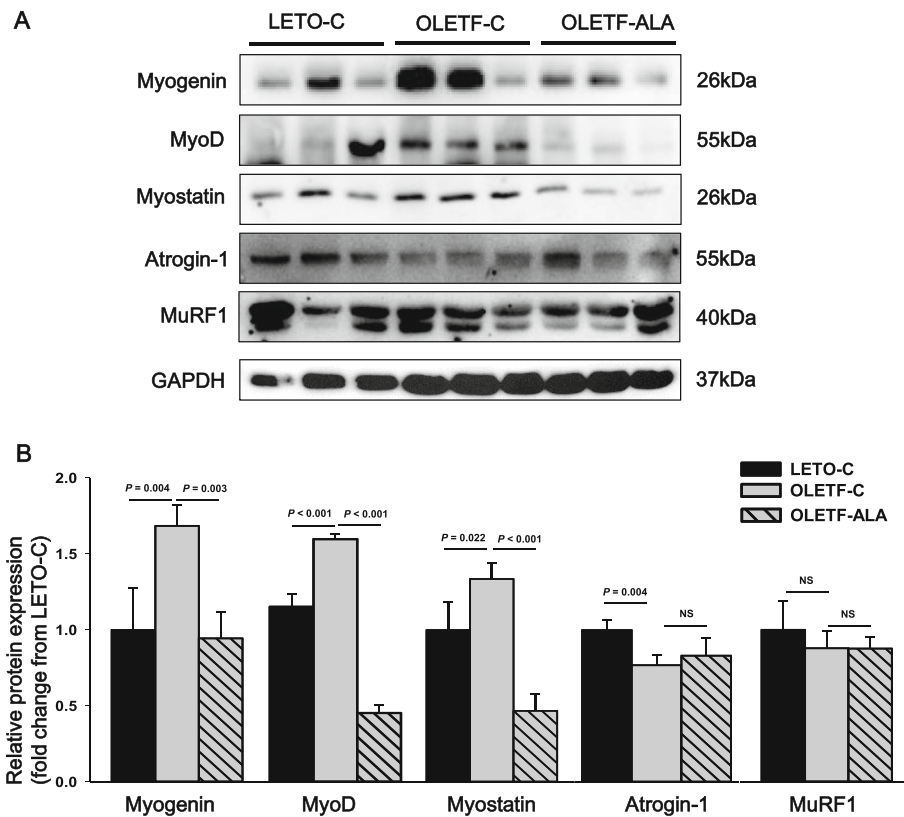 A
LETO-C OLETF-C OLETF-ALA
Myogenin 26kDa
MyoD 55kDa
Myostatin 26kDa
Atrogin-1 55kDa
MuRF1 40kDa
GAPDH 37kDa
B
LETO-C
OLETF-C
OLETF-ALA
Relative protein expression
(fold change from LETO-C)
2.0
1.5
1.0
0.5
0.0
P = 0.004 P = 0.003
P < 0.001 P < 0.001
P = 0.022 P < 0.001
P = 0.004 NS
NS NS
Myogenin MyoD Myostatin Atrogin-1 MuRF1